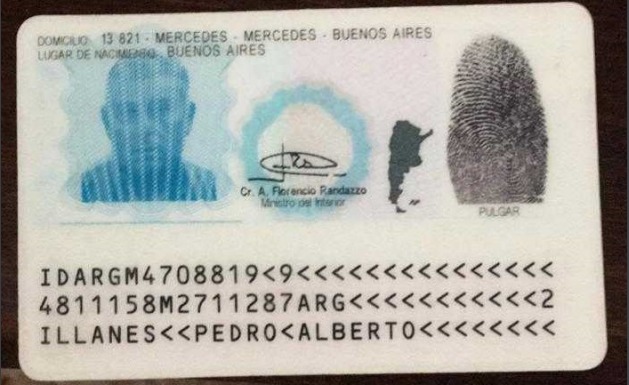 DOMICILIO: 13 821 - MERCEDES - MERCEDES - BUENOS AIRES
LUGAR DE NACIMIENTO: BUENOS AIRES
Cr. A. Florencio Randazzo
Ministro del Interior
PULGAR
IDARGM4708819<9<<<<<<<<<<<<<<<
4811158M2711287ARG<<<<<<<<<<<2
ILLANES<<PEDRO<ALBERTO<<<<<<<<